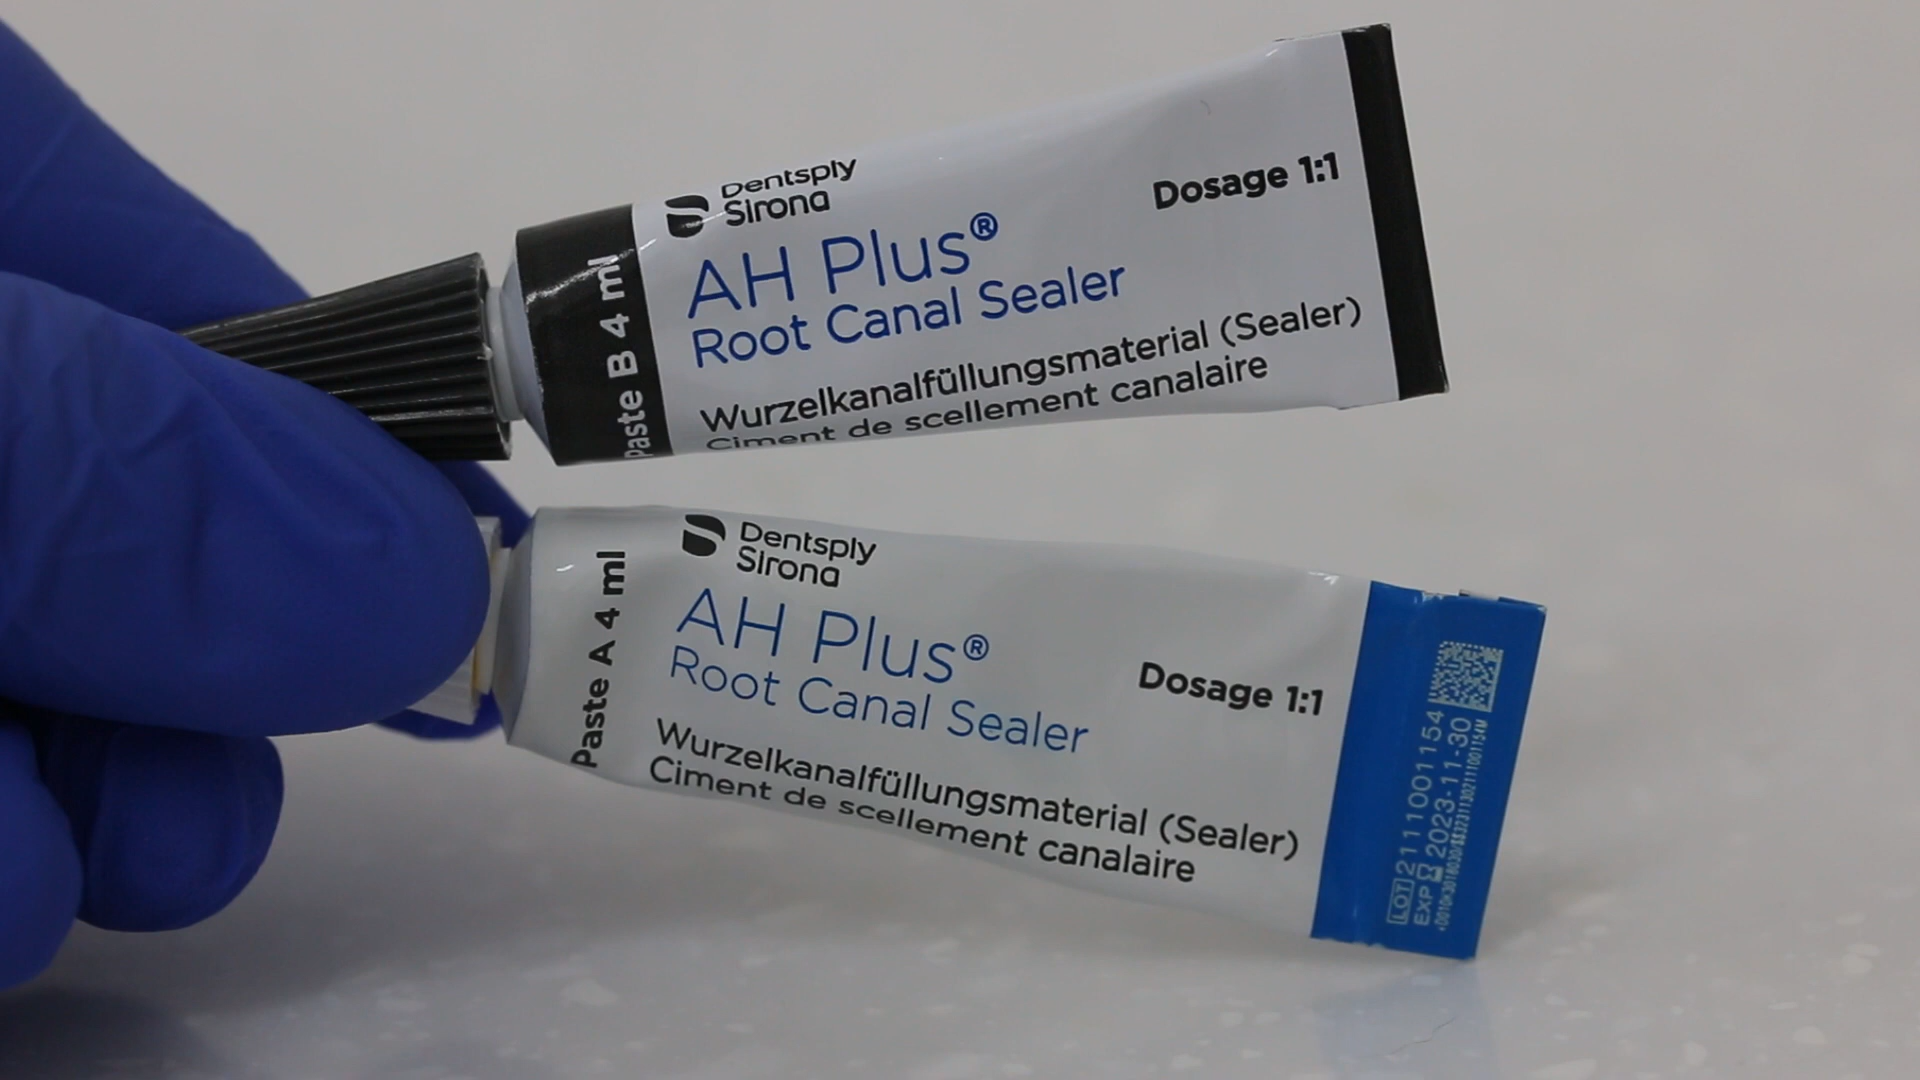 Dentsply
Sirona
AH Plus®
Root Canal Sealer
Dosage 1:1
Wurzelkanalfüllungsmaterial (Sealer)
Ciment de scellement canalaire
Paste B 4 ml
Dentsply
Sirona
AH Plus®
Root Canal Sealer
Dosage 1:1
Wurzelkanalfüllungsmaterial (Sealer)
Ciment de scellement canalaire
Paste A 4 ml
LOT 2111001154
EXP 2023-11-30